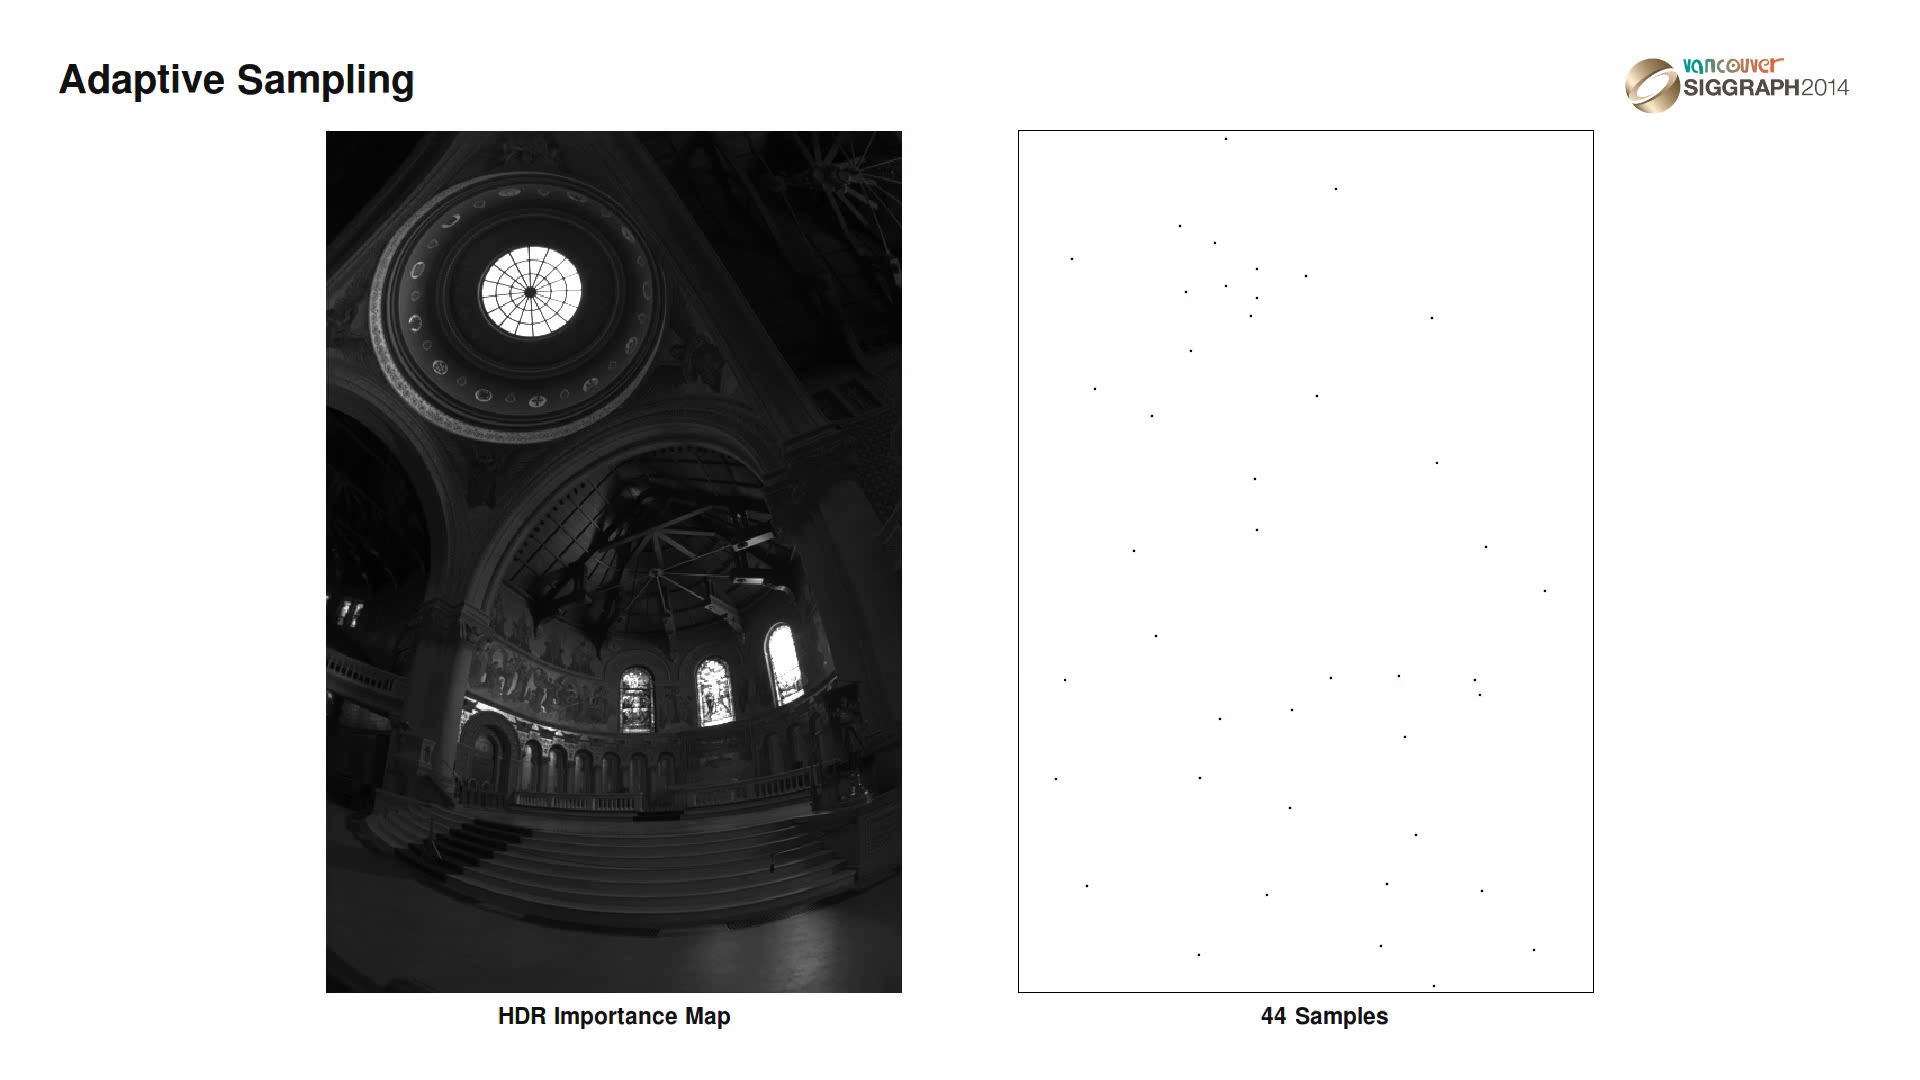 Adaptive Sampling
vancouver
SIGGRAPH2014
HDR Importance Map
44 Samples